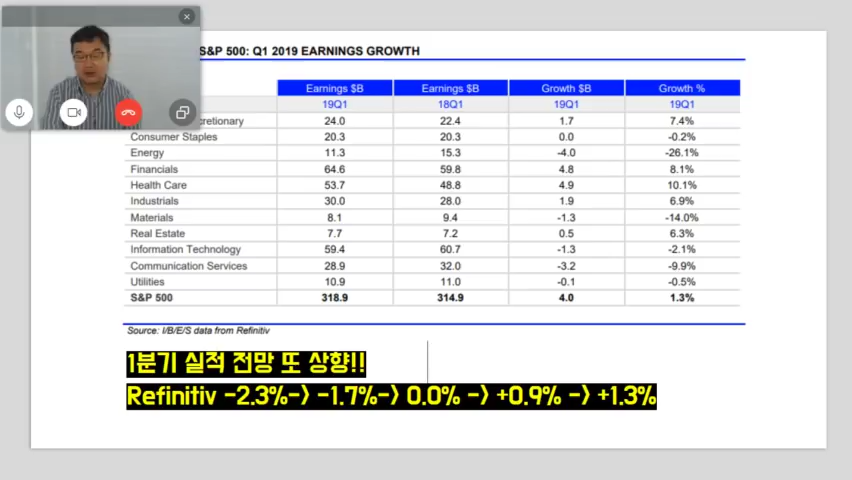 S&P 500: Q1 2019 EARNINGS GROWTH
Earnings $B Earnings $B Growth $B Growth %
19Q1 18Q1 19Q1 19Q1
cretionary 24.0 22.4 1.7 7.4%
Consumer Staples 20.3 20.3 0.0 -0.2%
Energy 11.3 15.3 -4.0 -26.1%
Financials 64.6 59.8 4.8 8.1%
Health Care 53.7 48.8 4.9 10.1%
Industrials 30.0 28.0 1.9 6.9%
Materials 8.1 9.4 -1.3 -14.0%
Real Estate 7.7 7.2 0.5 6.3%
Information Technology 59.4 60.7 -1.3 -2.1%
Communication Services 28.9 32.0 -3.2 -9.9%
Utilities 10.9 11.0 -0.1 -0.5%
S&P 500 318.9 314.9 4.0 1.3%
Source: I/B/E/S data from Refinitiv
1분기 실적 전망 또 상향!!
Refinitiv -2.3%-> -1.7%-> 0.0% -> +0.9% -> +1.3%